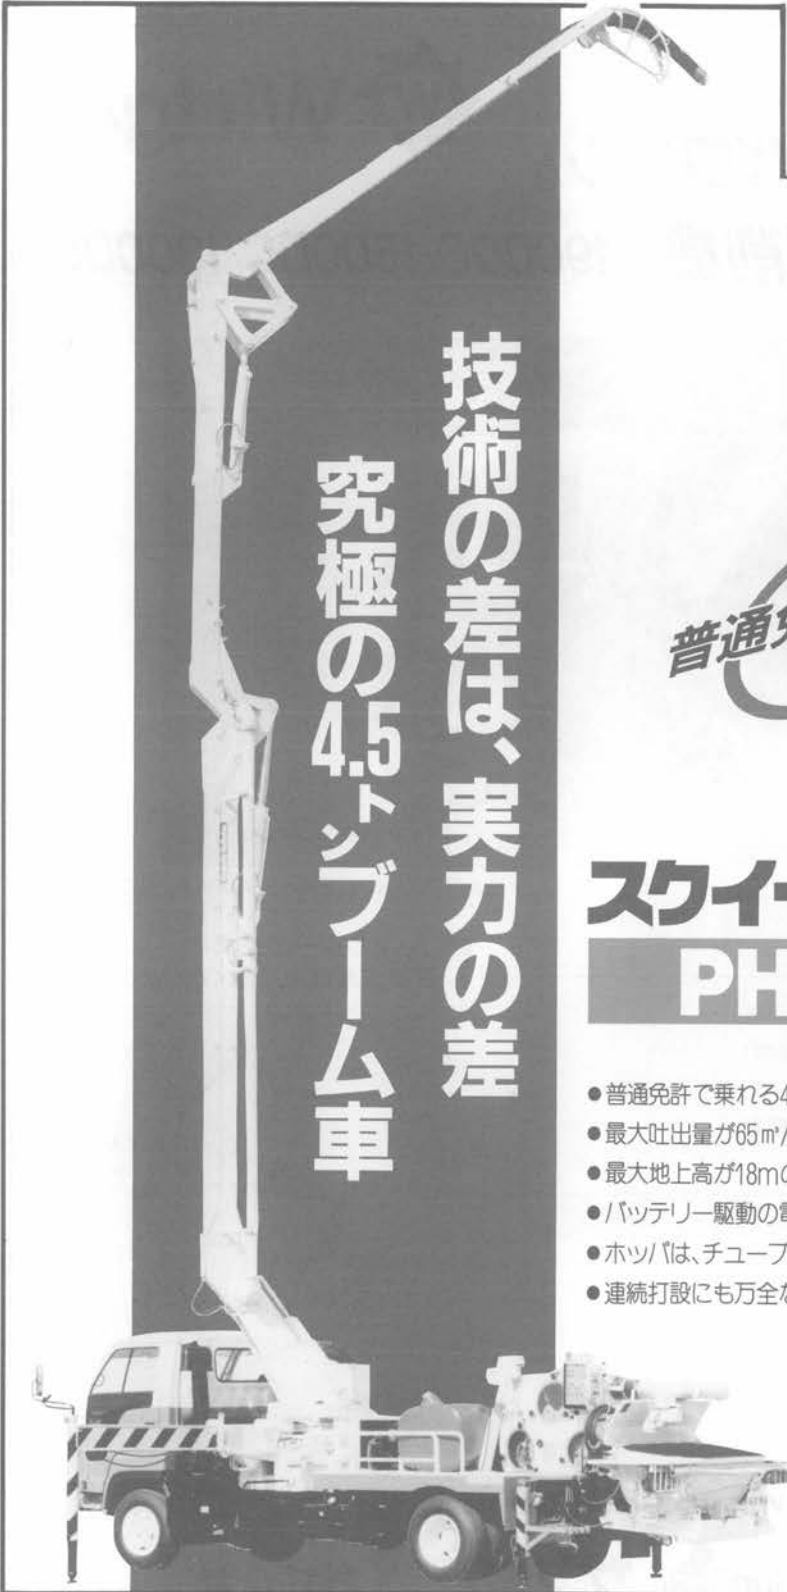 技術の差は、実力の差
究極の4.5トンブーム車
普通免
スクイー
PH
●普通免許で乗れる4
●最大吐出量が65m³/
●最大地上高が18mの
●バッテリー駆動の電
●ホッパは、チューブ
●連続打設にも万全な